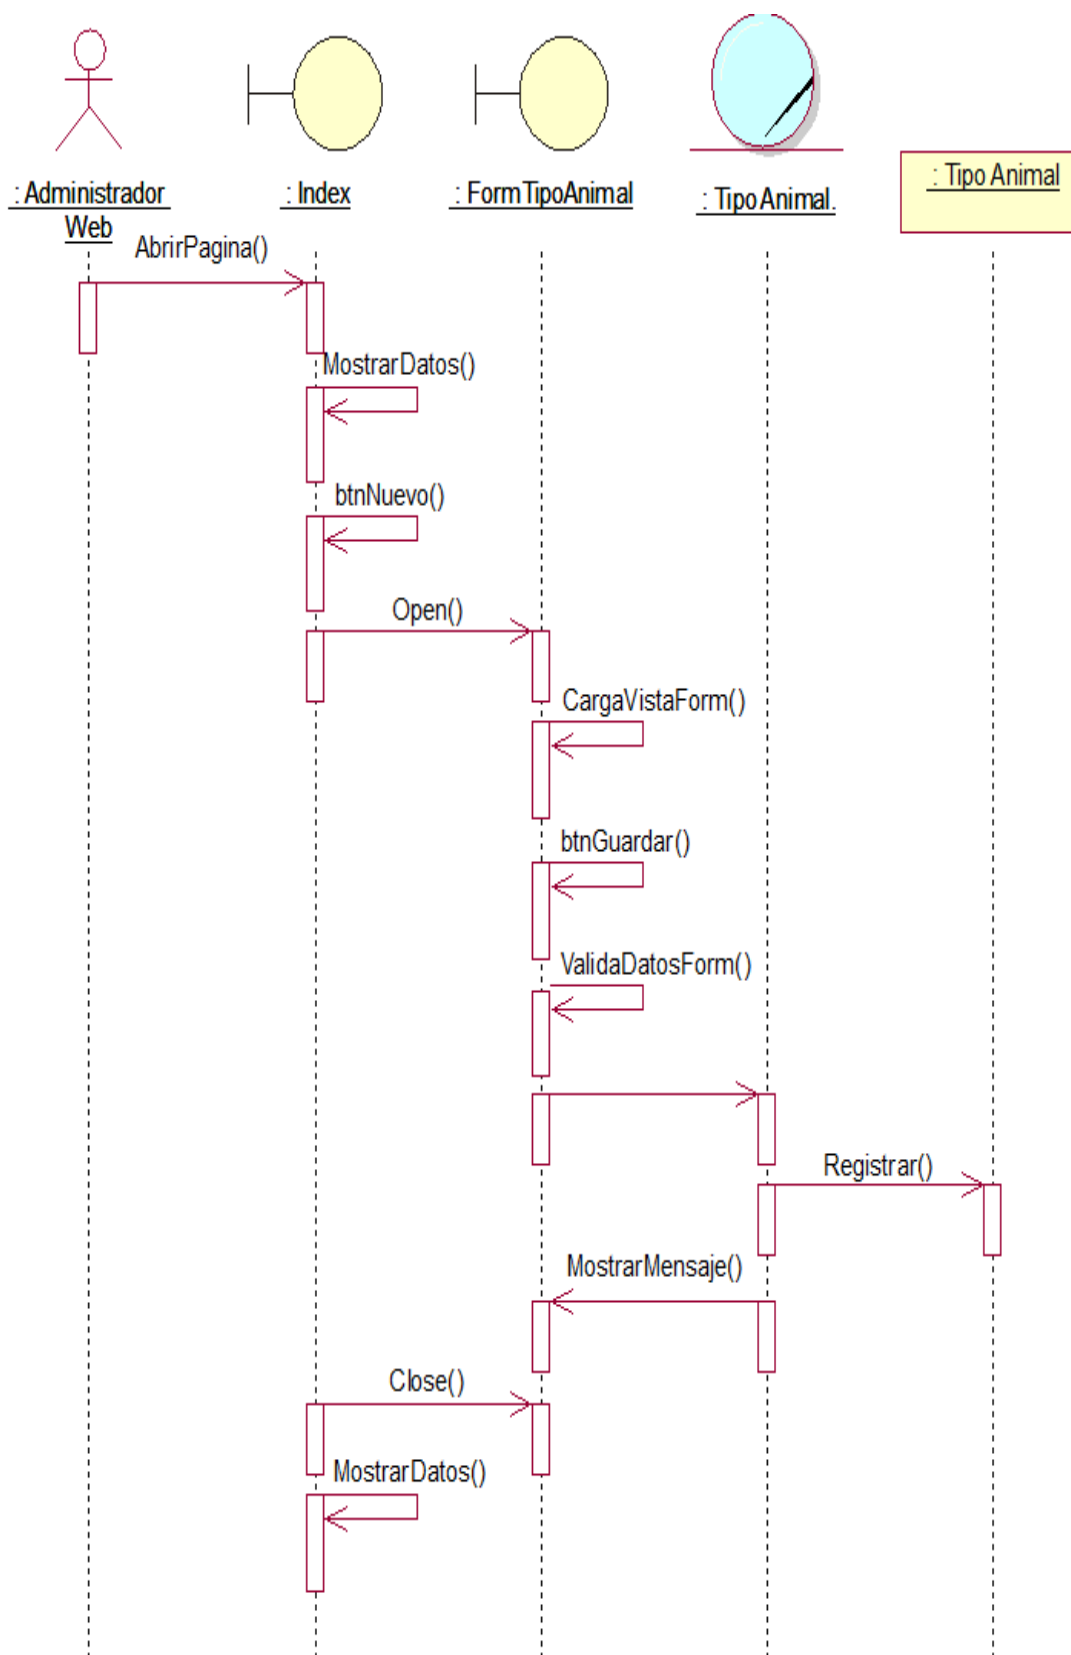 : Administrador
Web
: Index
: FormTipoAnimal
: TipoAnimal.
: Tipo Animal
AbrirPagina()
MostrarDatos()
btnNuevo()
Open()
CargaVistaForm()
btnGuardar()
ValidaDatosForm()
Registrar()
MostrarMensaje()
Close()
MostrarDatos()